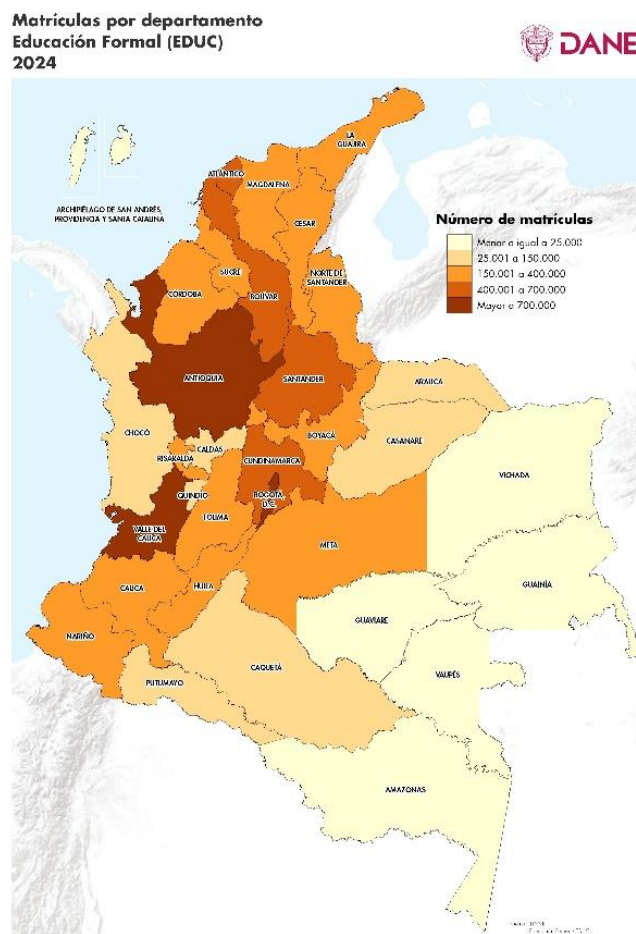 Matrículas por departamento
Educación Formal (EDUC)
2024
DANE
LA
GUAJIRA
ATLÁNTICO
MAGDALENA
ARCHIPIÉLAGO DE SAN ANDRÉS,
PROVIDENCIA Y SANTA CATALINA
CESAR
Número de matrículas
Menor o igual a 25.000
25.001 a 150.000
150.001 a 400.000
400.001 a 700.000
Mayor a 700.000
SUCRE
NORTE DE
SANTANDER
CÓRDOBA
BOLÍVAR
ANTIOQUIA
SANTANDER
ARAUCA
CHOCÓ
BOYACÁ
CASANARE
CALDAS
RISARALDA
CUNDINAMARCA
VICHADA
QUINDÍO
BOGOTÁ
D.C.
TOLIMA
VALLE DEL
CAUCA
META
GUAINÍA
CAUCA
HUILA
GUAVIARE
NARIÑO
CAQUETÁ
VAUPÉS
PUTUMAYO
AMAZONAS